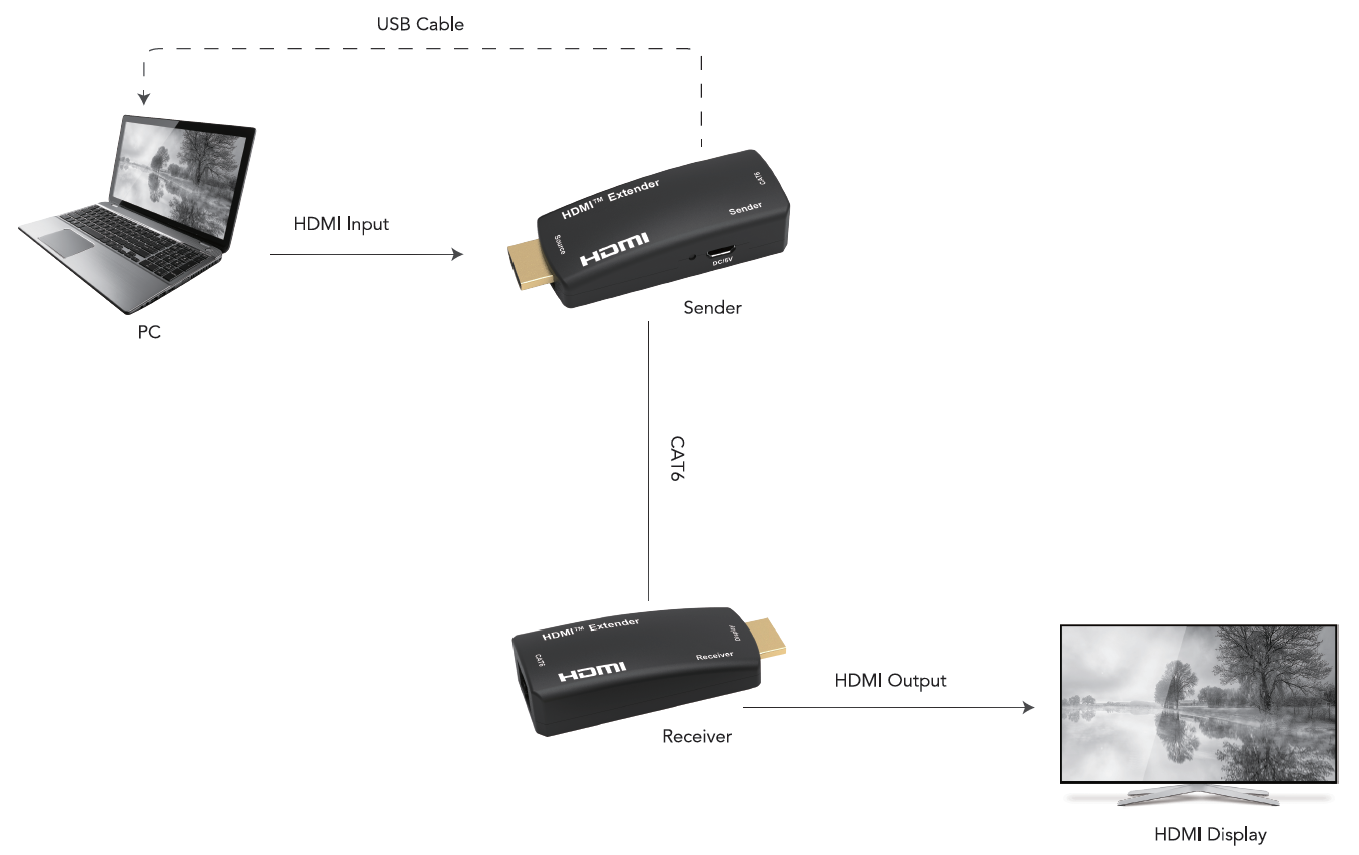 USB Cable
HDMI Input
PC
HDMI™ Extender
CAT6
Source
HDMI
Sender
DC/5V
Sender
CAT6
HDMI™ Extender
CAT6
HDMI
Display
Receiver
HDMI Output
Receiver
HDMI Display